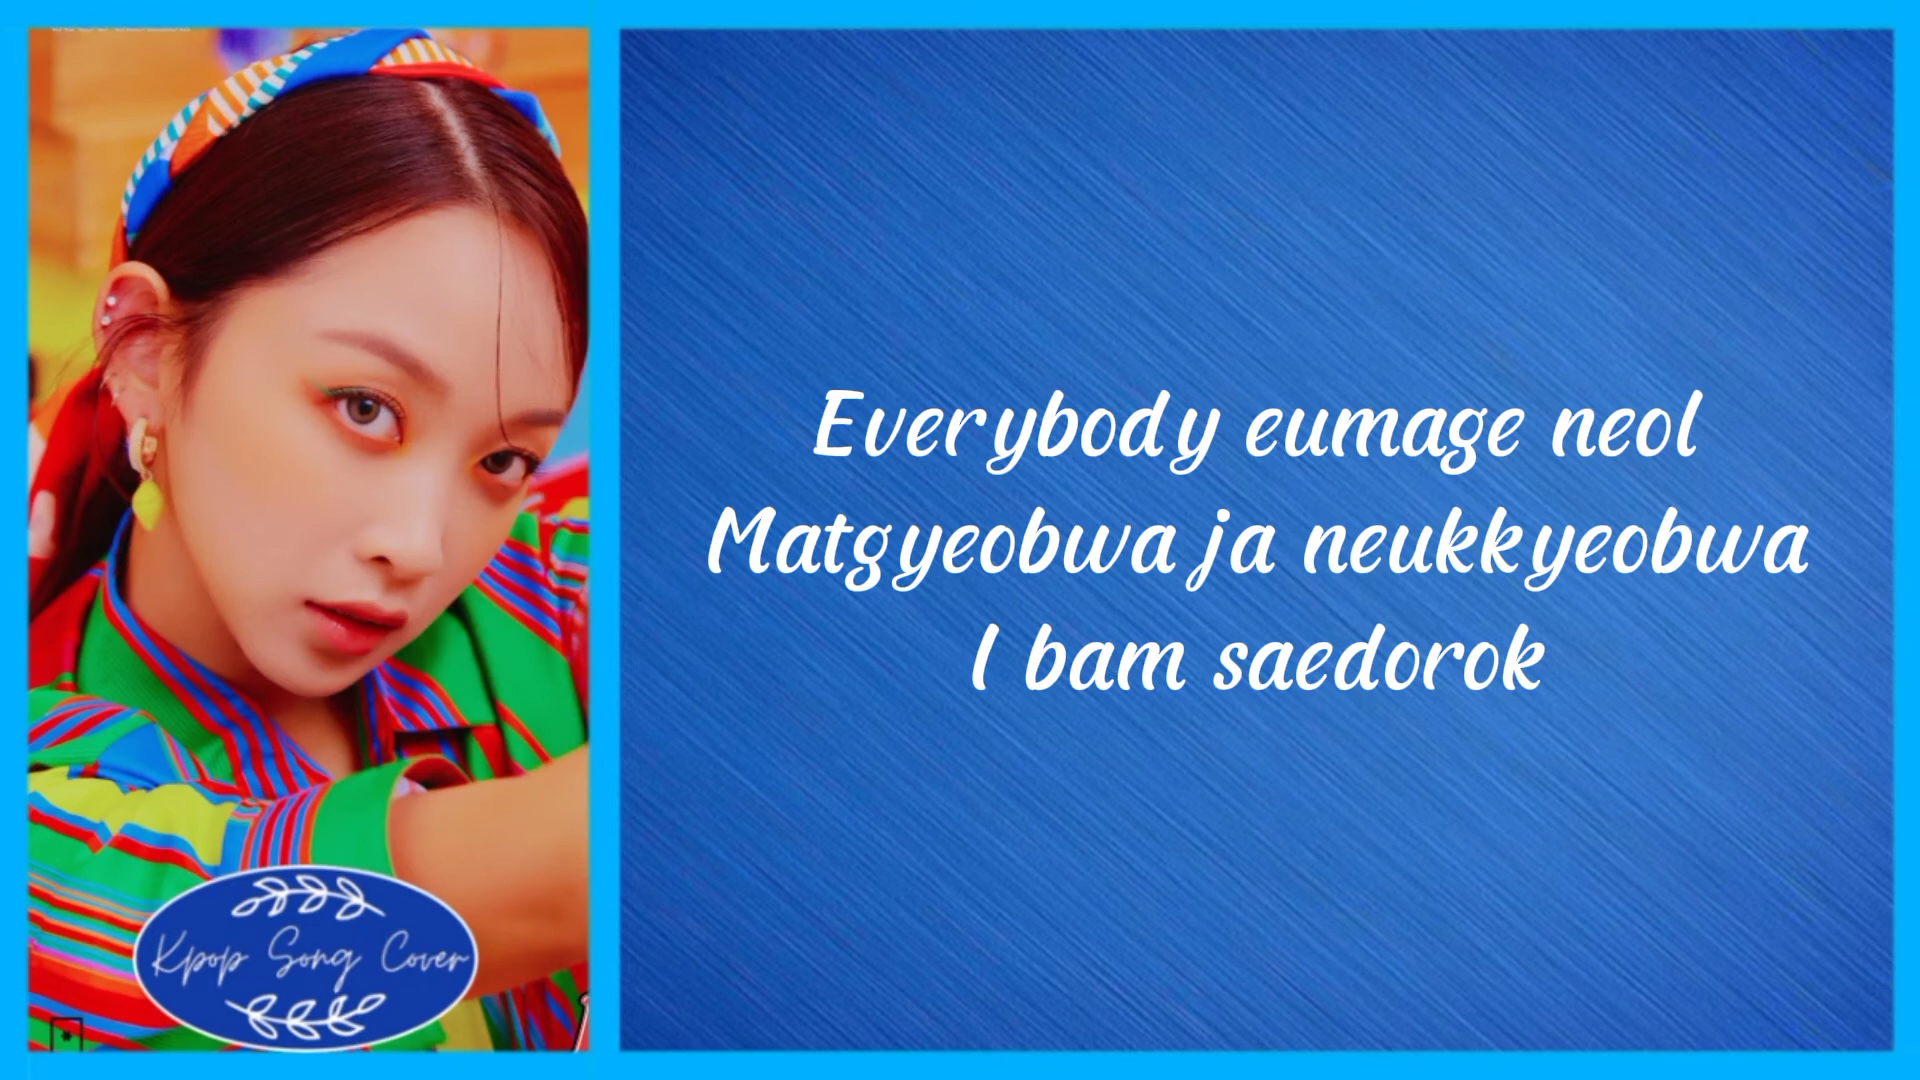 Everybody eumage neol
Matgyeobwa ja neukkyeobwa
I bam saedorok
Kpop Song Cover